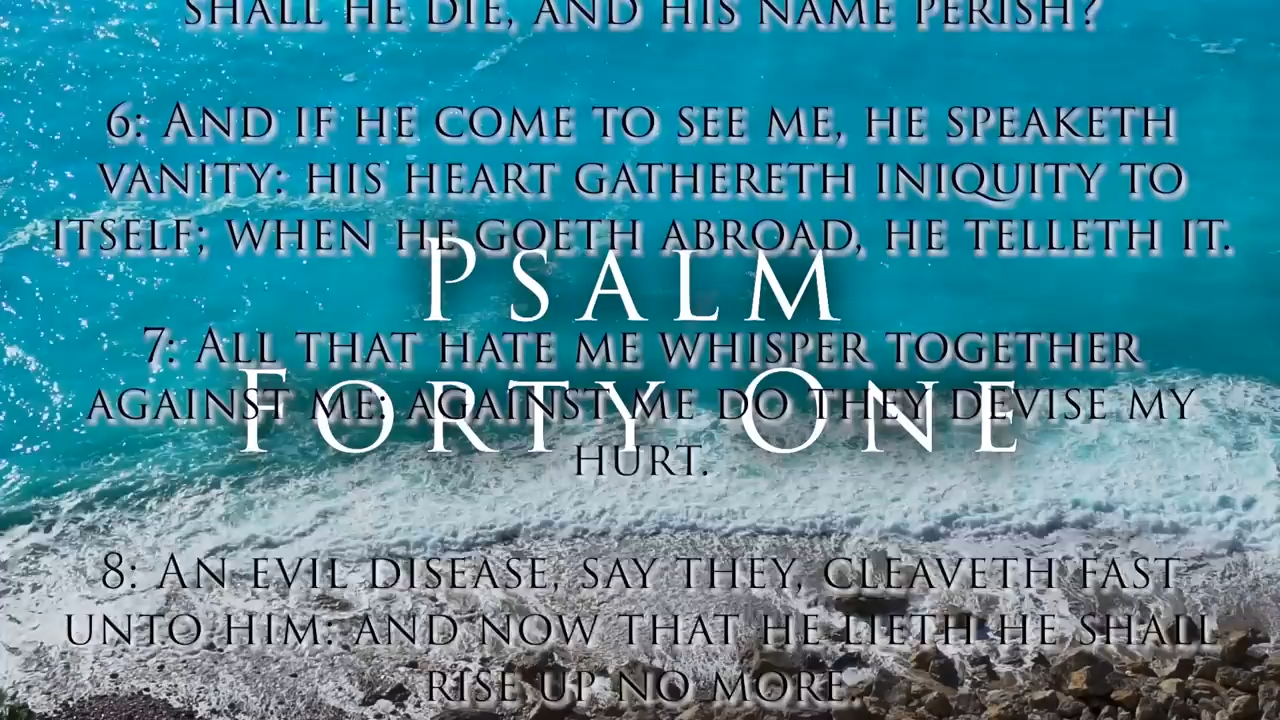 SHALL HE DIE, AND HIS NAME PERISH?
6: AND IF HE COME TO SEE ME, HE SPEAKETH
VANITY: HIS HEART GATHERETH INIQUITY TO
ITSELF; WHEN HE GOETH ABROAD, HE TELLETH IT.
PSALM
7: ALL THAT HATE ME WHISPER TOGETHER
AGAINST ME: AGAINST ME DO THEY DEVISE MY
FORTY ONE
HURT.
8: AN EVIL DISEASE, SAY THEY, CLEAVETH FAST
UNTO HIM: AND NOW THAT HE LIETH HE SHALL
RISE UP NO MORE.